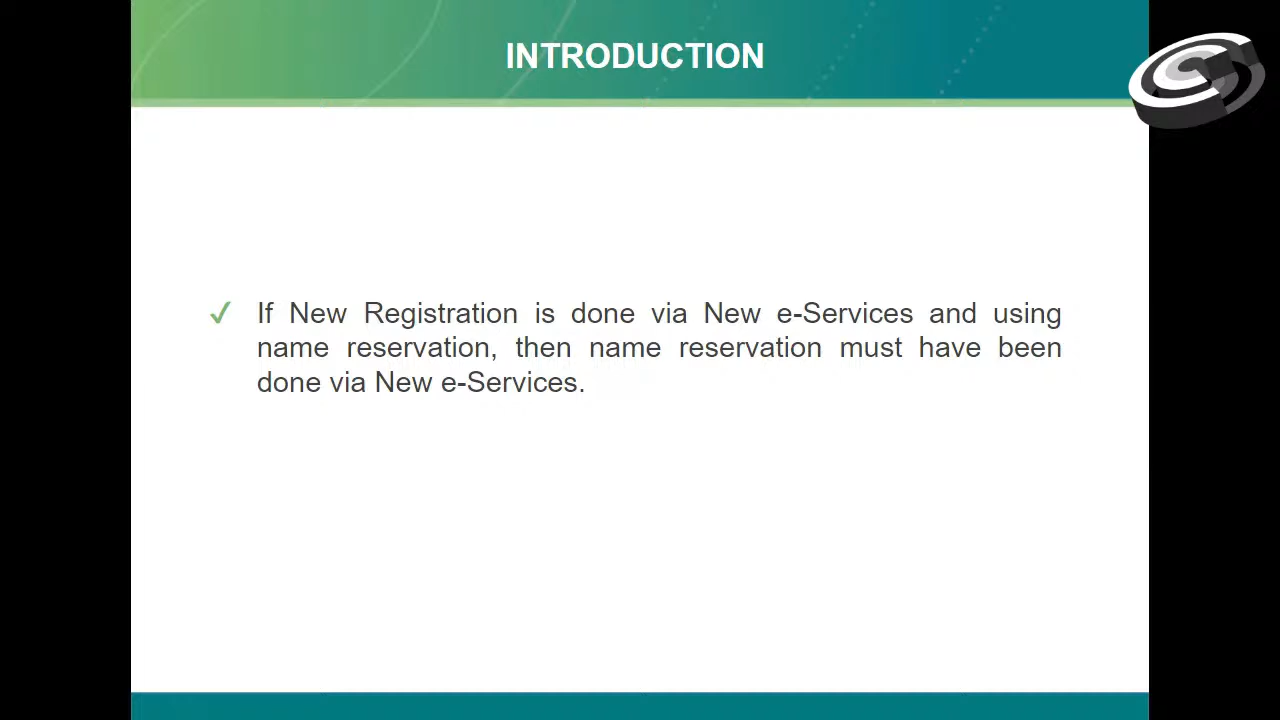 INTRODUCTION
✓ If New Registration is done via New e-Services and using
name reservation, then name reservation must have been
done via New e-Services.